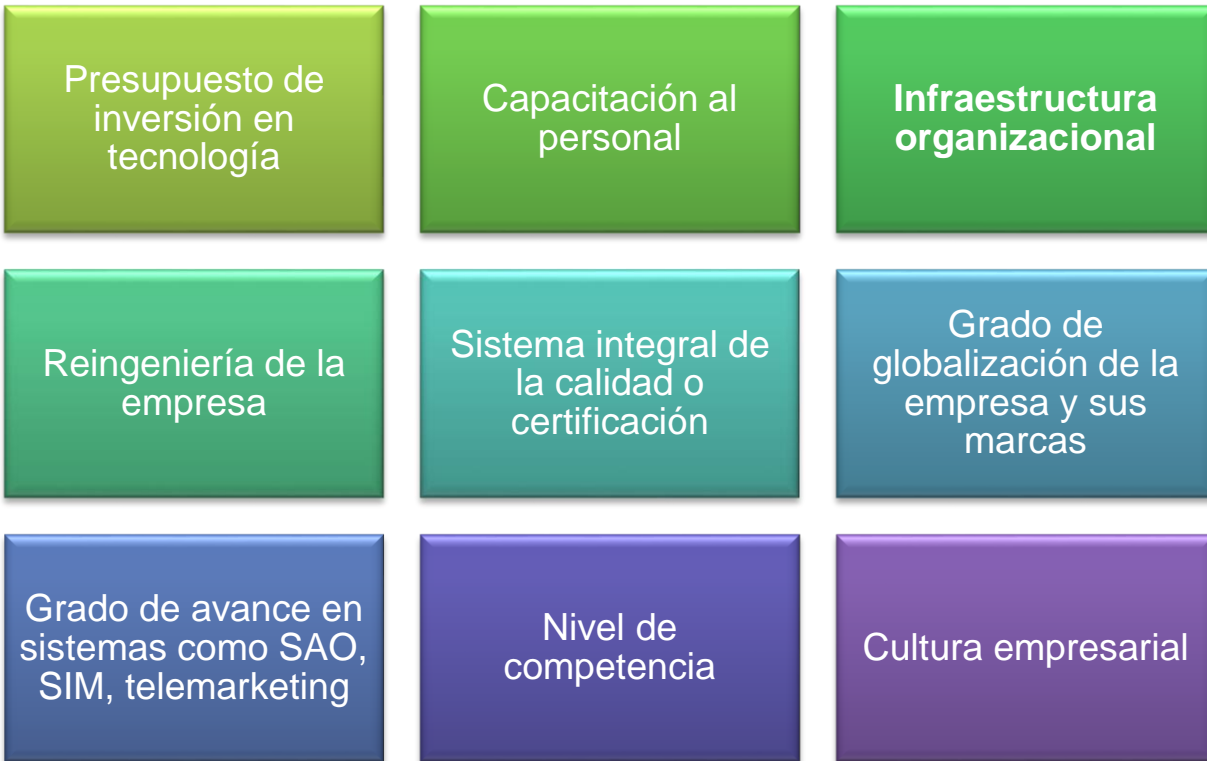 Presupuesto de
inversión en
tecnología
Capacitación al
personal
Infraestructura
organizacional
Reingeniería de la
empresa
Sistema integral de
la calidad o
certificación
Grado de
globalización de la
empresa y sus
marcas
Grado de avance en
sistemas como SAO,
SIM, telemarketing
Nivel de
competencia
Cultura empresarial